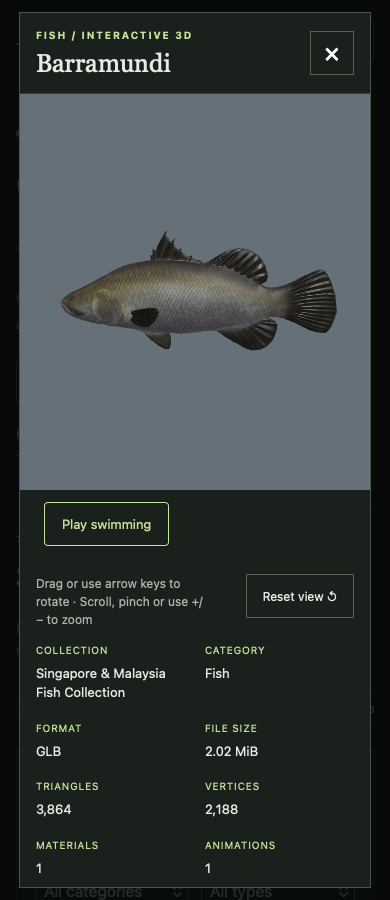 FISH / INTERACTIVE 3D
Barramundi
×
Play swimming
Drag or use arrow keys to
rotate · Scroll, pinch or use +/
− to zoom
Reset view ↺
COLLECTION
Singapore & Malaysia
Fish Collection
CATEGORY
Fish
FORMAT
GLB
FILE SIZE
2.02 MiB
TRIANGLES
3,864
VERTICES
2,188
MATERIALS
1
ANIMATIONS
1
All categories
All types